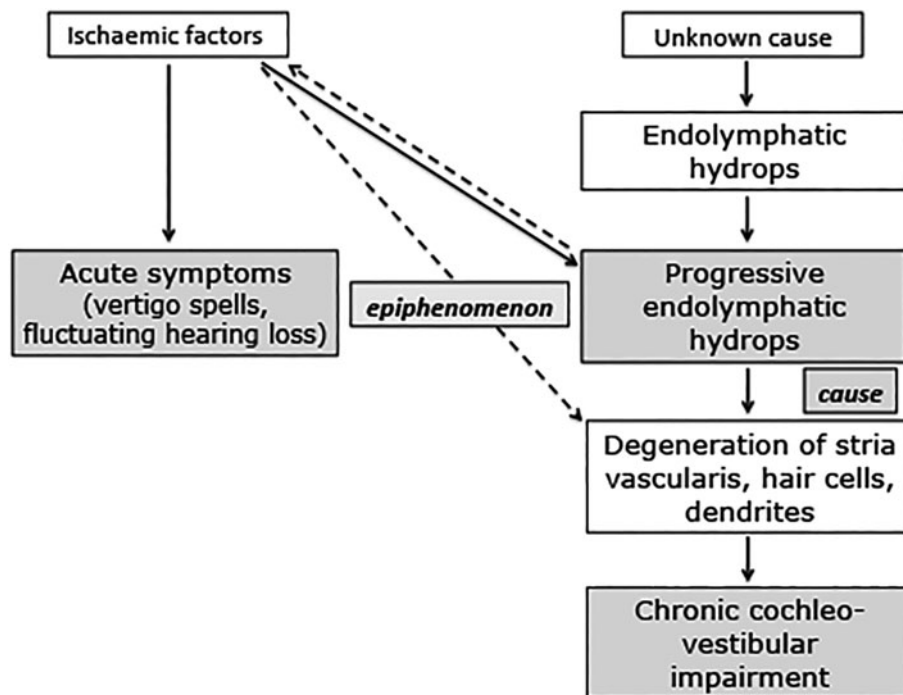 Ischaemic factors
Unknown cause
Endolymphatic
hydrops
Acute symptoms
(vertigo spells,
fluctuating hearing loss)
epiphenomenon
Progressive
endolymphatic
hydrops
cause
Degeneration of stria
vascularis, hair cells,
dendrites
Chronic cochleo-
vestibular
impairment